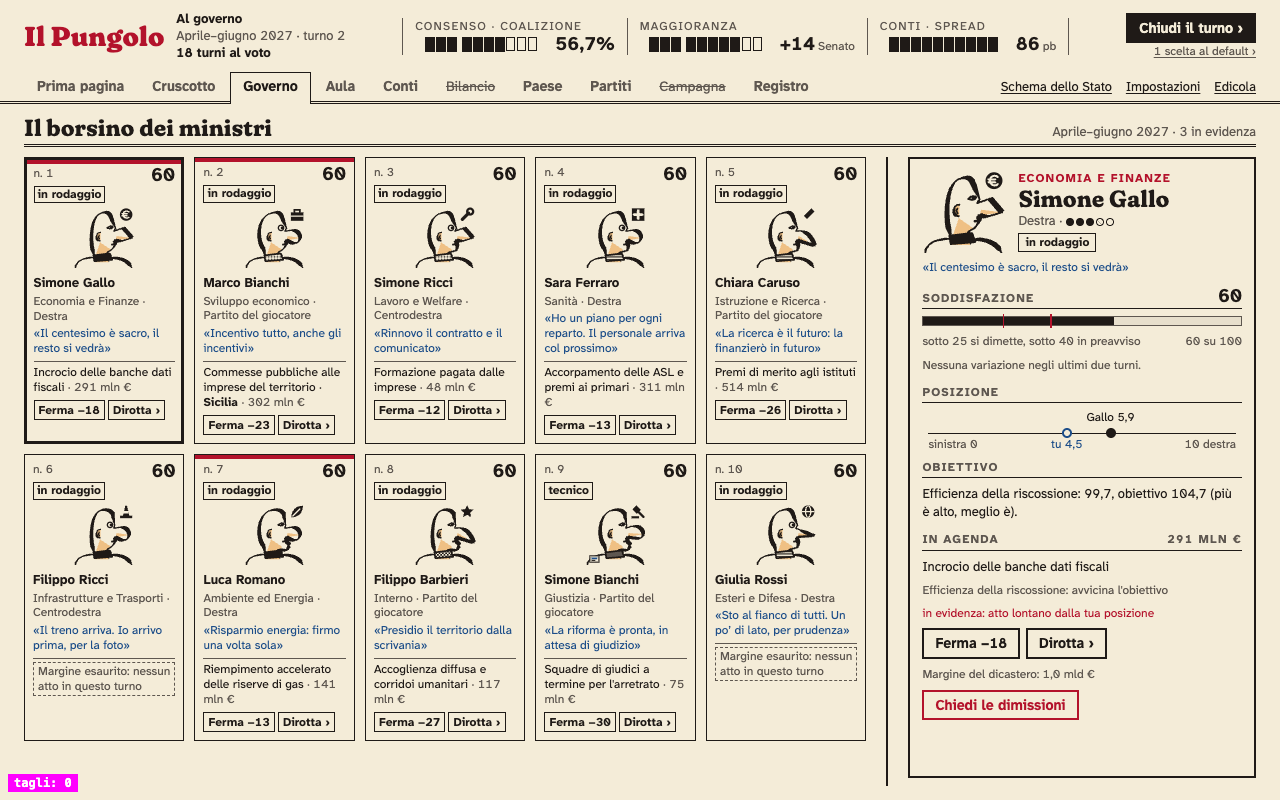 Il Pungolo
Al governo
Aprile–giugno 2027 · turno 2
18 turni al voto
CONSENSO · COALIZIONE
56,7%
MAGGIORANZA
+14 Senato
CONTI · SPREAD
86 pb
Chiudi il turno ›
1 scelta al default ›
Prima pagina
Cruscotto
Governo
Aula
Conti
Bilancio
Paese
Partiti
Campagna
Registro
Schema dello Stato
Impostazioni
Edicola
Il borsino dei ministri
Aprile–giugno 2027 · 3 in evidenza
n. 1
60
in rodaggio
Simone Gallo
Economia e Finanze ·
Destra
«Il centesimo è sacro, il
resto si vedrà»
Incrocio delle banche dati
fiscali · 291 mln €
Ferma −18
Dirotta ›
n. 2
60
in rodaggio
Marco Bianchi
Sviluppo economico ·
Partito del giocatore
«Incentivo tutto, anche gli
incentivi»
Commesse pubbliche alle
imprese del territorio ·
Sicilia · 302 mln €
Ferma −23
Dirotta ›
n. 3
60
in rodaggio
Simone Ricci
Lavoro e Welfare ·
Centrodestra
«Rinnovo il contratto e il
comunicato»
Formazione pagata dalle
imprese · 48 mln €
Ferma −12
Dirotta ›
n. 4
60
in rodaggio
Sara Ferraro
Sanità · Destra
«Ho un piano per ogni
reparto. Il personale arriva
col prossimo»
Accorpamento delle ASL e
premi ai primari · 311 mln
€
Ferma −13
Dirotta ›
n. 5
60
in rodaggio
Chiara Caruso
Istruzione e Ricerca ·
Partito del giocatore
«La ricerca è il futuro: la
finanzierò in futuro»
Premi di merito agli istituti
· 514 mln €
Ferma −26
Dirotta ›
n. 6
60
in rodaggio
Filippo Ricci
Infrastrutture e Trasporti ·
Centrodestra
«Il treno arriva. Io arrivo
prima, per la foto»
Margine esaurito: nessun
atto in questo turno
n. 7
60
in rodaggio
Luca Romano
Ambiente ed Energia ·
Destra
«Risparmio energia: firmo
una volta sola»
Riempimento accelerato
delle riserve di gas · 141
mln €
Ferma −13
Dirotta ›
n. 8
60
in rodaggio
Filippo Barbieri
Interno · Partito del
giocatore
«Presidio il territorio dalla
scrivania»
Accoglienza diffusa e
corridoi umanitari · 117
mln €
Ferma −27
Dirotta ›
n. 9
60
tecnico
Simone Bianchi
Giustizia · Partito del
giocatore
«La riforma è pronta, in
attesa di giudizio»
Squadre di giudici a
termine per l'arretrato · 75
mln €
Ferma −30
Dirotta ›
n. 10
60
in rodaggio
Giulia Rossi
Esteri e Difesa · Destra
«Sto al fianco di tutti. Un
po' di lato, per prudenza»
Margine esaurito: nessun
atto in questo turno
ECONOMIA E FINANZE
Simone Gallo
Destra ·
in rodaggio
«Il centesimo è sacro, il resto si vedrà»
SODDISFAZIONE
60
sotto 25 si dimette, sotto 40 in preavviso
60 su 100
Nessuna variazione negli ultimi due turni.
POSIZIONE
Gallo 5,9
sinistra 0
tu 4,5
10 destra
OBIETTIVO
Efficienza della riscossione: 99,7, obiettivo 104,7 (più
è alto, meglio è).
IN AGENDA
291 MLN €
Incrocio delle banche dati fiscali
Efficienza della riscossione: avvicina l'obiettivo
in evidenza: atto lontano dalla tua posizione
Ferma −18
Dirotta ›
Margine del dicastero: 1,0 mld €
Chiedi le dimissioni
tagli: 0